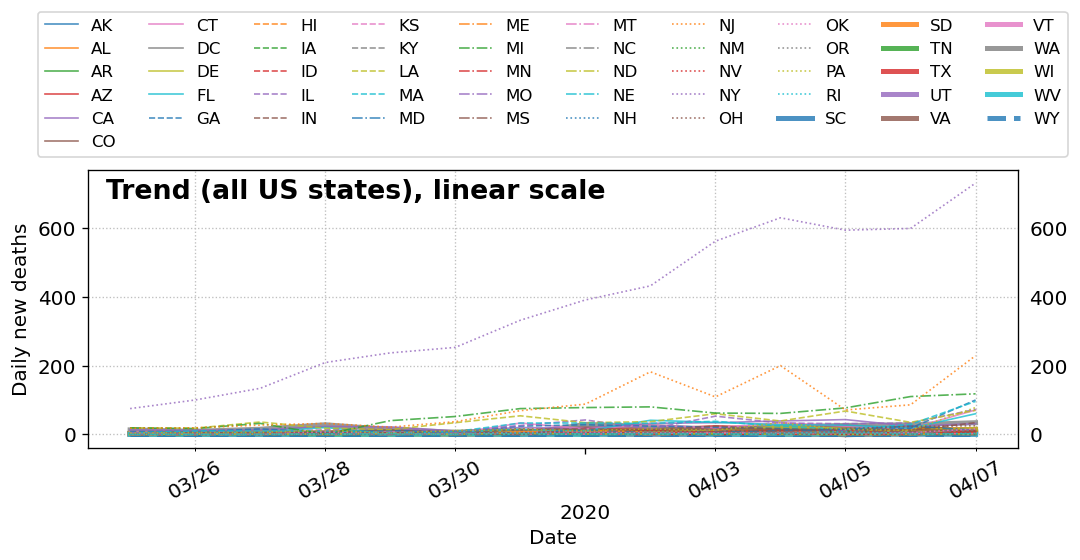 AK CT HI KS ME MT NJ OK SD VT
AL DC IA KY MI NC NM OR TN WA
AR DE ID LA MN ND NV PA TX WI
AZ FL IL MA MO NE NY RI UT WV
CA GA IN MD MS NH OH SC VA WY
CO
Trend (all US states), linear scale
600 600
400 400
200 200
0 0
Daily new deaths
03/26 03/28 03/30 04/03 04/05 04/07
2020
Date